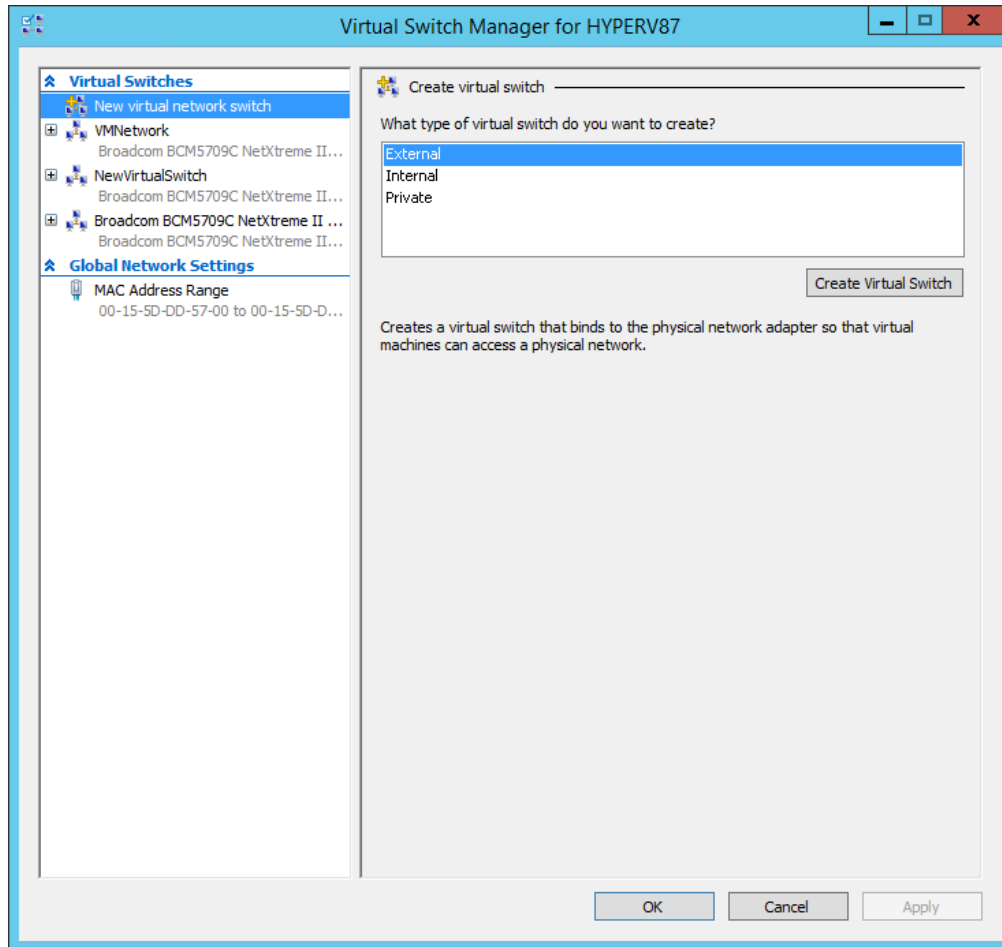 Virtual Switch Manager for HYPERV87
Virtual Switches
New virtual network switch
VMNetwork
Broadcom BCM5709C NetXtreme II...
NewVirtualSwitch
Broadcom BCM5709C NetXtreme II...
Broadcom BCM5709C NetXtreme II ...
Broadcom BCM5709C NetXtreme II...
Global Network Settings
MAC Address Range
00-15-5D-DD-57-00 to 00-15-5D-D...
Create virtual switch
What type of virtual switch do you want to create?
External
Internal
Private
Create Virtual Switch
Creates a virtual switch that binds to the physical network adapter so that virtual
machines can access a physical network.
OK
Cancel
Apply